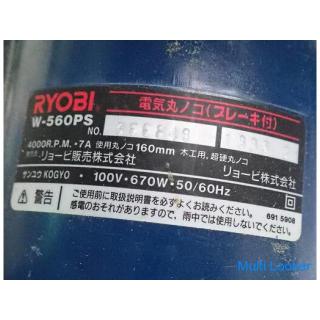 RYOBI 電気丸ノコ(ブレーキ付)
W-560PS NO.
4000R.P.M.・7A 使用丸ノコ160mm 木工用,超硬丸ノコ
リョービ販売株式会社 リョービ株式会社
サンユウ KOGYO ・100V・670W・50/60Hz
691 5908
警告 ご使用前に取扱説明書を必ずお読みください。
感電のおそれがありますので、雨中では使用しないでください。
Multi Looker